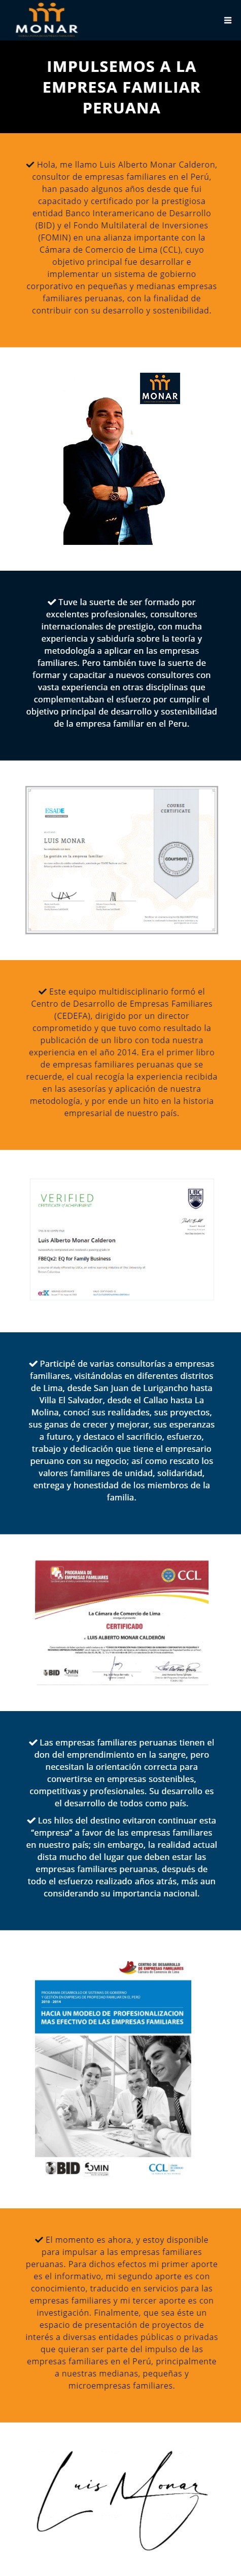 MONAR
IMPULSEMOS A LA
EMPRESA FAMILIAR
PERUANA
Hola, me llamo Luis Alberto Monar Calderon,
consultor de empresas familiares en el Perú,
han pasado algunos años desde que fui
capacitado y certificado por la prestigiosa
entidad Banco Interamericano de Desarrollo
(BID) y el Fondo Multilateral de Inversiones
(FOMIN) en una alianza importante con la
Cámara de Comercio de Lima (CCL), cuyo
objetivo principal fue desarrollar e
implementar un sistema de gobierno
corporativo en pequeñas y medianas empresas
familiares peruanas, con la finalidad de
contribuir con su desarrollo y sostenibilidad.
MONAR
Tuve la suerte de ser formado por
excelentes profesionales, consultores
internacionales de prestigio, con mucha
experiencia y sabiduría sobre la teoría y
metodología a aplicar en las empresas
familiares. Pero también tuve la suerte de
formar y capacitar a nuevos consultores con
vasta experiencia en otras disciplinas que
complementaban el esfuerzo por cumplir el
objetivo principal de desarrollo y sostenibilidad
de la empresa familiar en el Peru.
ESADE
COURSE
CERTIFICATE
LUIS MONAR
La gestión en la empresa familiar
coursera
Este equipo multidisciplinario formó el
Centro de Desarrollo de Empresas Familiares
(CEDEFA), dirigido por un director
comprometido y que tuvo como resultado la
publicación de un libro con toda nuestra
experiencia en el año 2014. Era el primer libro
de empresas familiares peruanas que se
recuerde, el cual recogía la experiencia recibida
en las asesorías y aplicación de nuestra
metodología, y por ende un hito en la historia
empresarial de nuestro país.
VERIFIED
UBC
Luis Alberto Monar Calderon
FBEQx2: EQ for Family Business
edX
Participé de varias consultorías a empresas
familiares, visitándolas en diferentes distritos
de Lima, desde San Juan de Lurigancho hasta
Villa El Salvador, desde el Callao hasta La
Molina, conocí sus realidades, sus proyectos,
sus ganas de crecer y mejorar, sus esperanzas
a futuro, y destaco el sacrificio, esfuerzo,
trabajo y dedicación que tiene el empresario
peruano con su negocio; así como rescato los
valores familiares de unidad, solidaridad,
entrega y honestidad de los miembros de la
familia.
PROGRAMA DE
EMPRESAS FAMILIARES
CCL
La Cámara de Comercio de Lima
CERTIFICADO
LUIS ALBERTO MONAR CALDERÓN
BID
Las empresas familiares peruanas tienen el
don del emprendimiento en la sangre, pero
necesitan la orientación correcta para
convertirse en empresas sostenibles,
competitivas y profesionales. Su desarrollo es
el desarrollo de todos como país.
Los hilos del destino evitaron continuar esta
“empresa” a favor de las empresas familiares
en nuestro país; sin embargo, la realidad actual
dista mucho del lugar que deben estar las
empresas familiares peruanas, después de
todo el esfuerzo realizado años atrás, más aun
considerando su importancia nacional.
CENTRO DE DESARROLLO
DE EMPRESAS FAMILIARES
Cámara de Comercio de Lima
2010 - 2014
HACIA UN MODELO DE PROFESIONALIZACION
MAS EFECTIVO DE LAS EMPRESAS FAMILIARES
BID
FOMIN
CCL
El momento es ahora, y estoy disponible
para impulsar a las empresas familiares
peruanas. Para dichos efectos mi primer aporte
es el informativo, mi segundo aporte es con
conocimiento, traducido en servicios para las
empresas familiares y mi tercer aporte es con
investigación. Finalmente, que sea éste un
espacio de presentación de proyectos de
interés a diversas entidades públicas o privadas
que quieran ser parte del impulso de las
empresas familiares en el Perú, principalmente
a nuestras medianas, pequeñas y
microempresas familiares.
Luis Monar